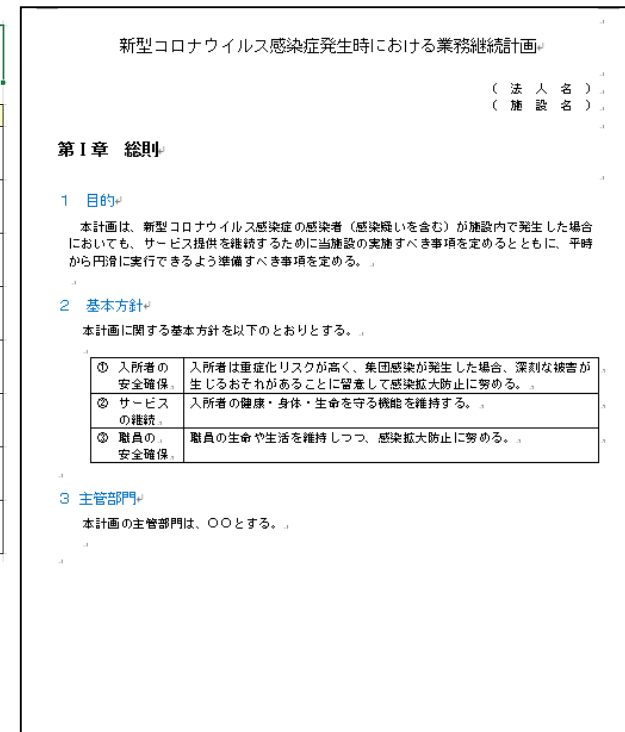 新型コロナウイルス感染症発生時における業務継続計画
（ 法 人 名 ）
（ 施 設 名 ）
第Ⅰ章　総則
１　目的
本計画は、新型コロナウイルス感染症の感染者（感染疑いを含む）が施設内で発生した場合
においても、サービス提供を継続するために当施設の実施すべき事項を定めるとともに、平時
から円滑に実行できるよう準備すべき事項を定める。
２　基本方針
本計画に関する基本方針を以下のとおりとする。
① 入所者の
安全確保
入所者は重症化リスクが高く、集団感染が発生した場合、深刻な被害が
生じるおそれがあることに留意して感染拡大防止に努める。
② サービス
の継続
入所者の健康・身体・生命を守る機能を維持する。
③ 職員の
安全確保
職員の生命や生活を維持しつつ、感染拡大防止に努める。
３ 主管部門
本計画の主管部門は、〇〇とする。